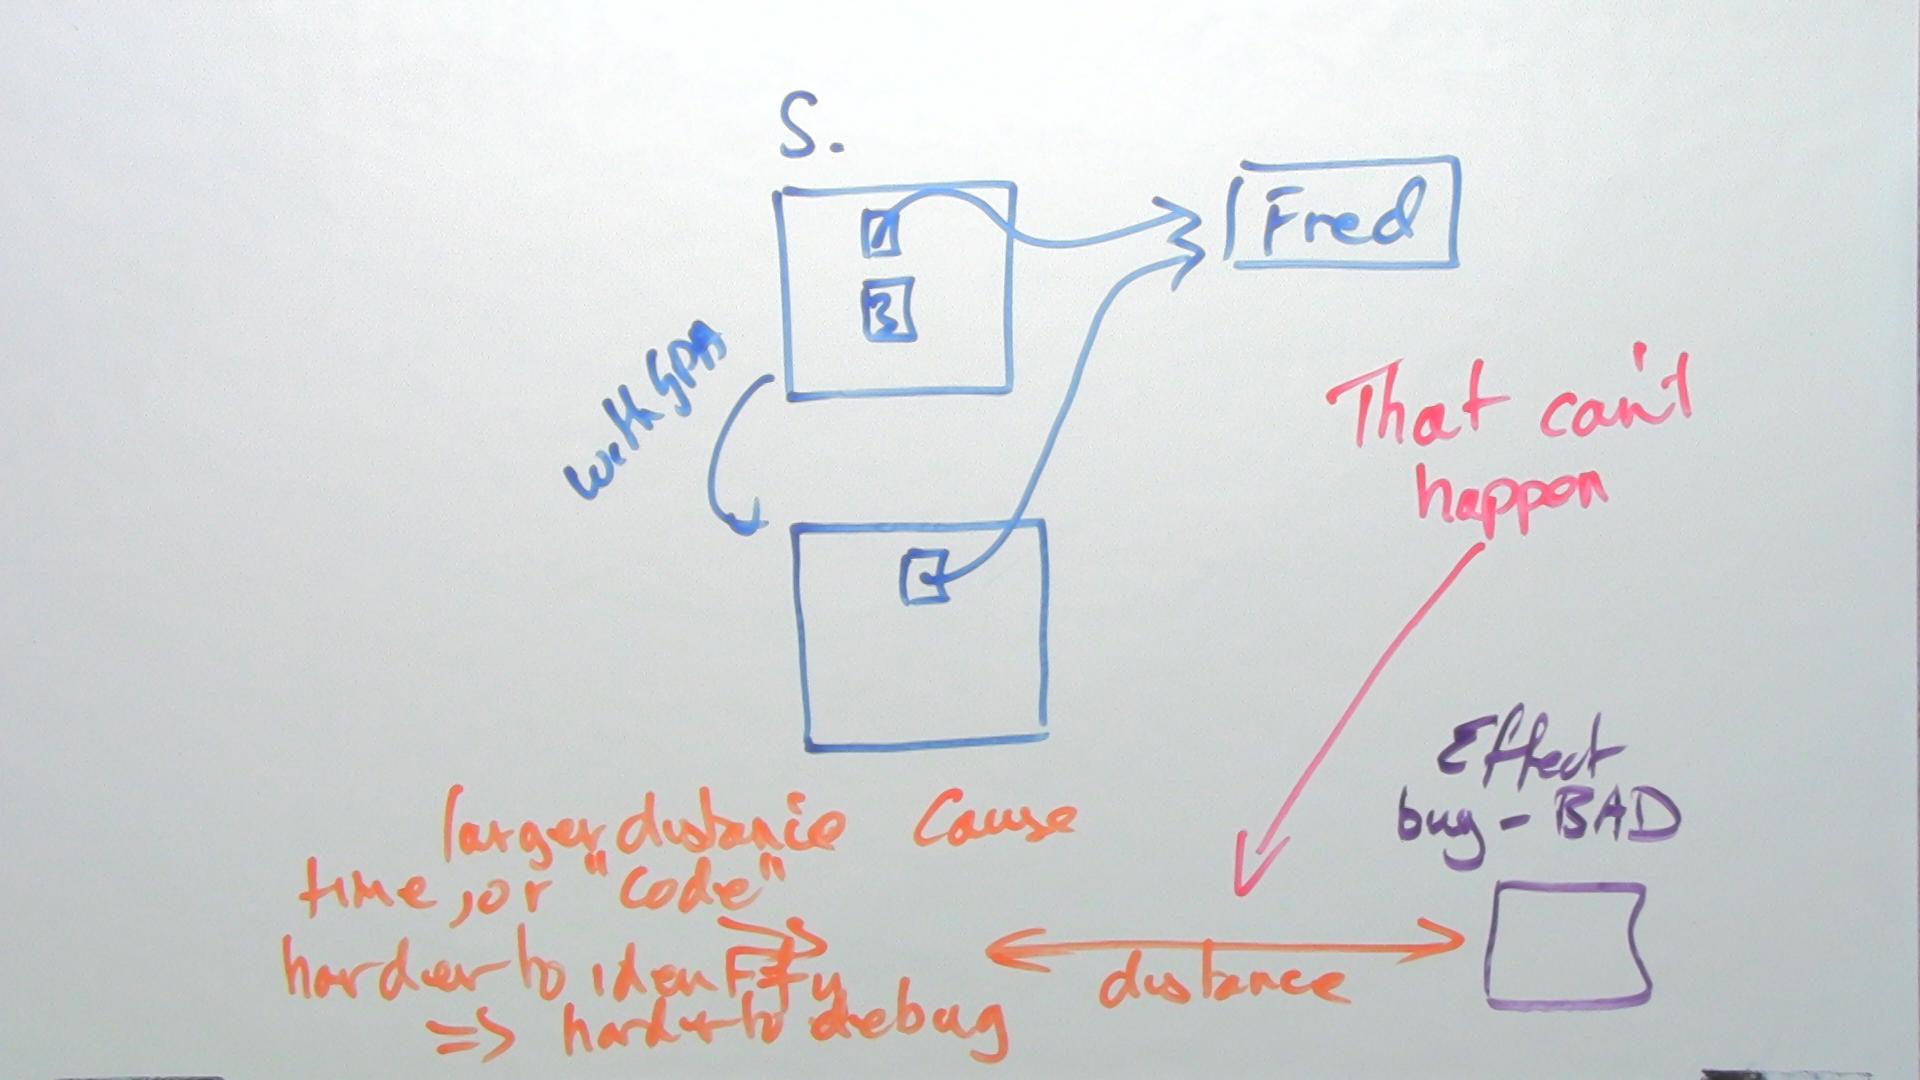 S.
Fred
3
withGPA
That can't
happen
Effect
bug - BAD
larger distance Cause
time, or "code"
harder to identify
=> harder to debug
distance